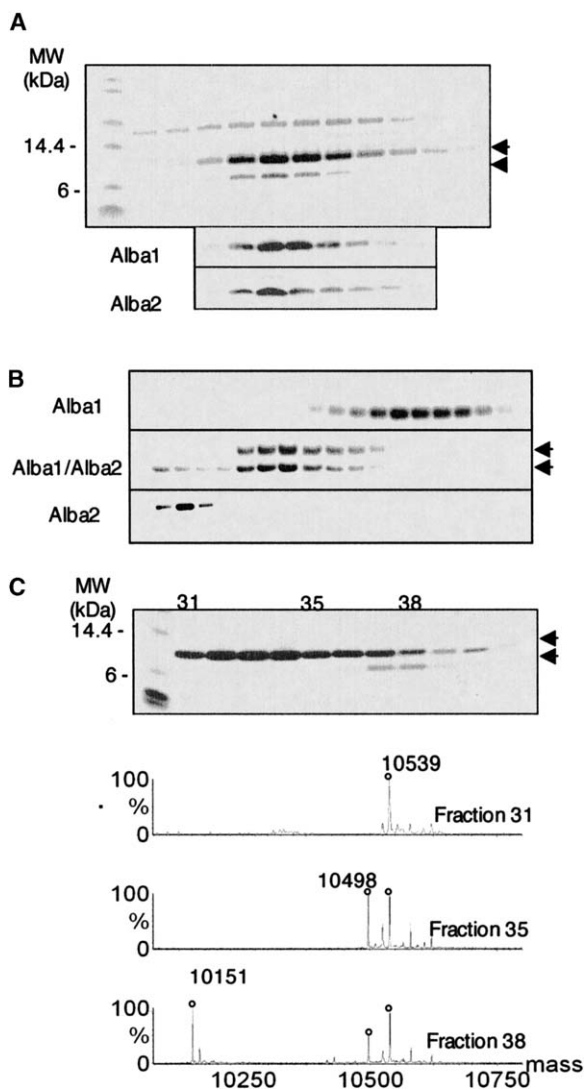 A
MW
(kDa)
14.4 -
6 -
Alba1
Alba2
B
Alba1
Alba1/Alba2
Alba2
C
MW
(kDa)
31 35 38
14.4 -
6 -
10539
100
%
0
Fraction 31
10498
100
%
0
Fraction 35
10151
100
%
0
Fraction 38
10250 10500 10750 mass